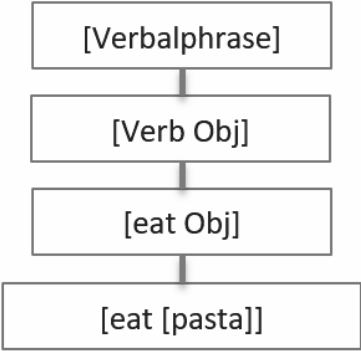 [Verbalphrase]
[Verb Obj]
[eat Obj]
[eat [pasta]]